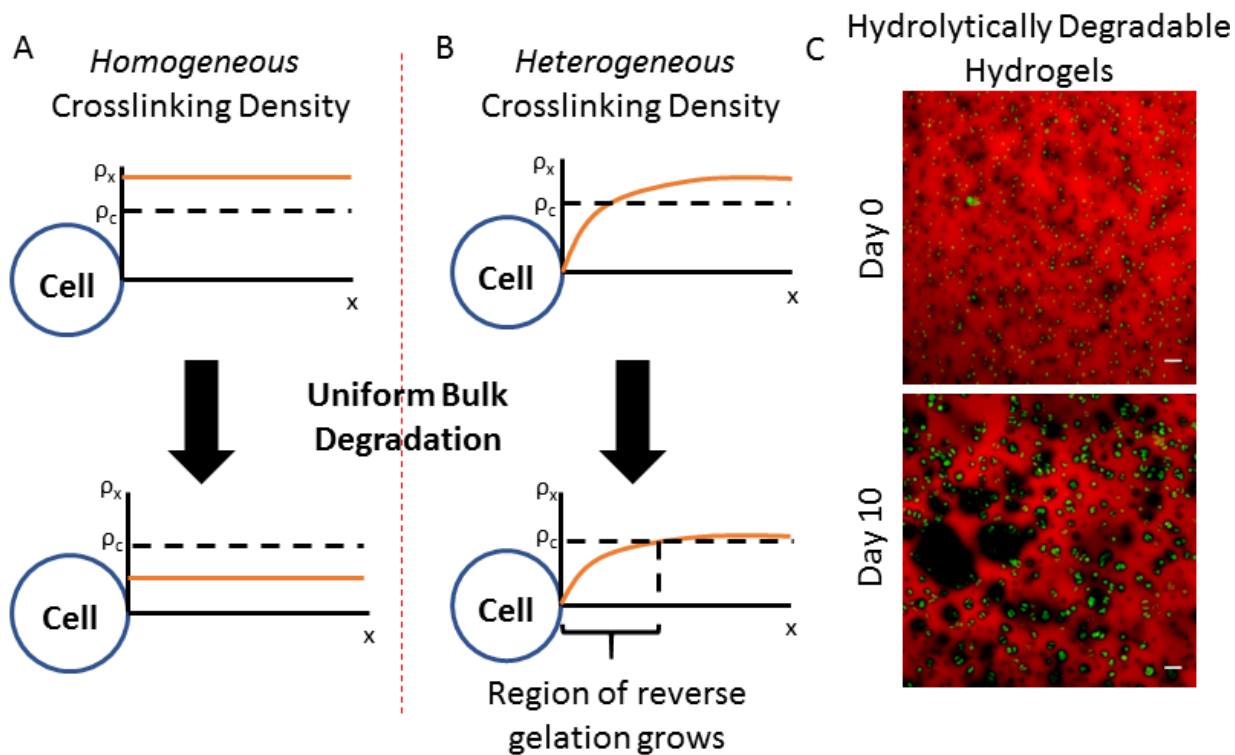 A
Homogeneous
Crosslinking Density
ρx
ρc
Cell
x
B
Heterogeneous
Crosslinking Density
ρx
ρc
Cell
x
Uniform Bulk
Degradation
ρx
ρc
Cell
x
ρx
ρc
Cell
x
Region of reverse
gelation grows
C
Hydrolytically Degradable
Hydrogels
Day 0
Day 10